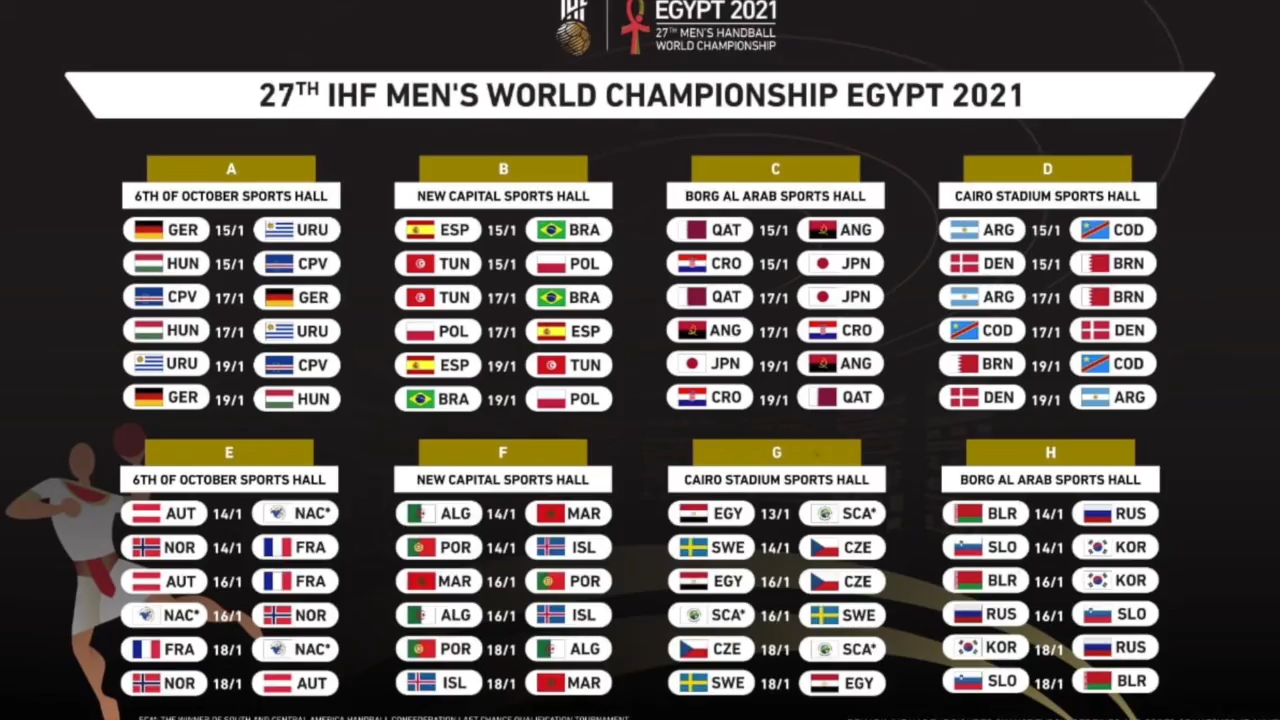 IHF
EGYPT 2021
27TH MEN'S HANDBALL
WORLD CHAMPIONSHIP
27TH IHF MEN'S WORLD CHAMPIONSHIP EGYPT 2021
A
6TH OF OCTOBER SPORTS HALL
GER 15/1 URU
HUN 15/1 CPV
CPV 17/1 GER
HUN 17/1 URU
URU 19/1 CPV
GER 19/1 HUN
B
NEW CAPITAL SPORTS HALL
ESP 15/1 BRA
TUN 15/1 POL
TUN 17/1 BRA
POL 17/1 ESP
ESP 19/1 TUN
BRA 19/1 POL
C
BORG AL ARAB SPORTS HALL
QAT 15/1 ANG
CRO 15/1 JPN
QAT 17/1 JPN
ANG 17/1 CRO
JPN 19/1 ANG
CRO 19/1 QAT
D
CAIRO STADIUM SPORTS HALL
ARG 15/1 COD
DEN 15/1 BRN
ARG 17/1 BRN
COD 17/1 DEN
BRN 19/1 COD
DEN 19/1 ARG
E
6TH OF OCTOBER SPORTS HALL
AUT 14/1 NAC*
NOR 14/1 FRA
AUT 16/1 FRA
NAC* 16/1 NOR
FRA 18/1 NAC*
NOR 18/1 AUT
F
NEW CAPITAL SPORTS HALL
ALG 14/1 MAR
POR 14/1 ISL
MAR 16/1 POR
ALG 16/1 ISL
POR 18/1 ALG
ISL 18/1 MAR
G
CAIRO STADIUM SPORTS HALL
EGY 13/1 SCA*
SWE 14/1 CZE
EGY 16/1 CZE
SCA* 16/1 SWE
CZE 18/1 SCA*
SWE 18/1 EGY
H
BORG AL ARAB SPORTS HALL
BLR 14/1 RUS
SLO 14/1 KOR
BLR 16/1 KOR
RUS 16/1 SLO
KOR 18/1 RUS
SLO 18/1 BLR